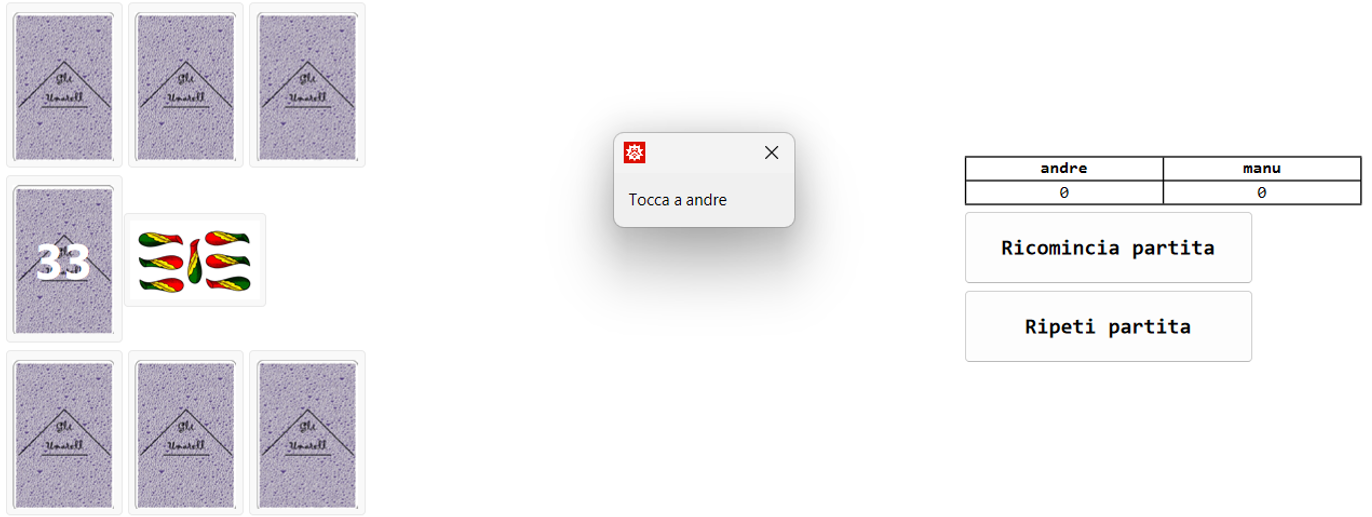 gli
Umarell
gli
Umarell
gli
Umarell
33
Tocca a andre
andre manu
0 0
Ricomincia partita
Ripeti partita
gli
Umarell
gli
Umarell
gli
Umarell